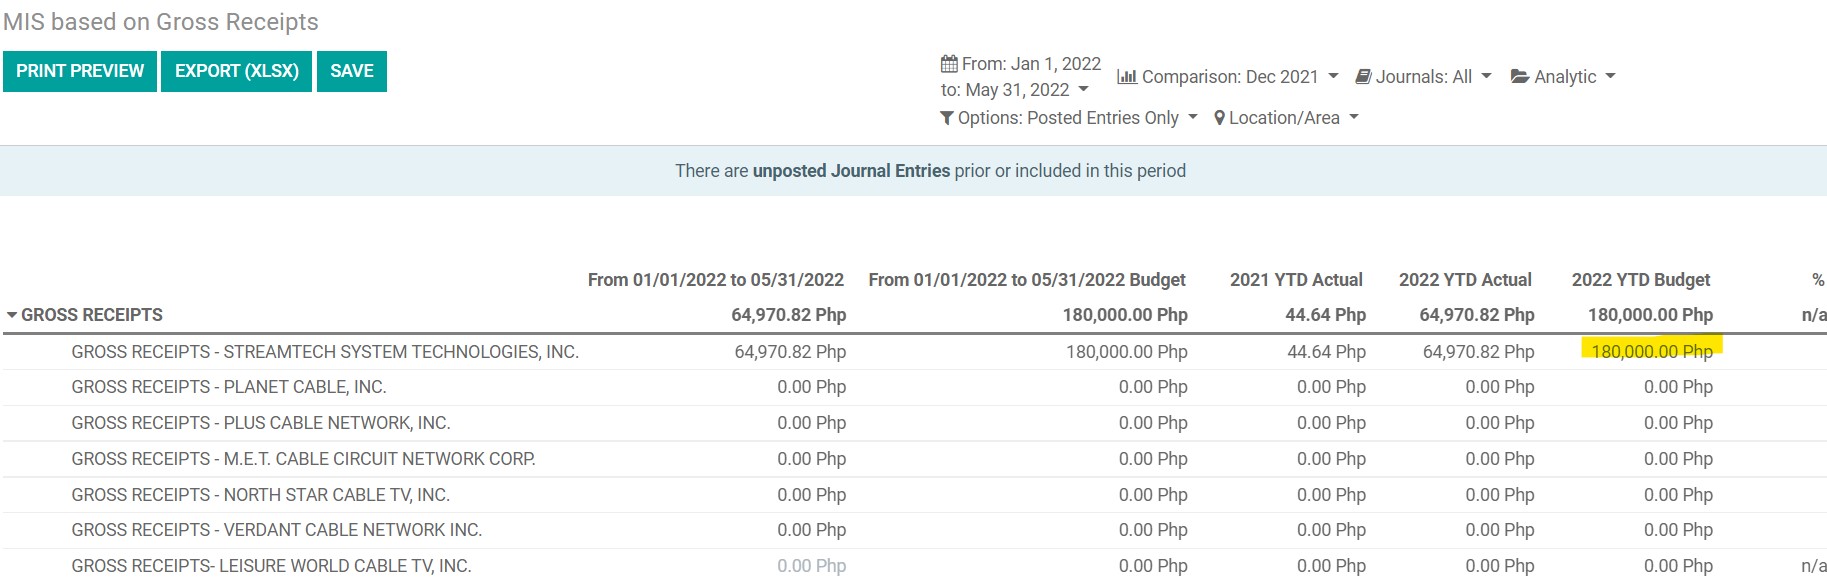 MIS based on Gross Receipts
PRINT PREVIEW EXPORT (XLSX) SAVE
From: Jan 1, 2022
to: May 31, 2022
Comparison: Dec 2021 Journals: All Analytic
Options: Posted Entries Only Location/Area
There are unposted Journal Entries prior or included in this period
From 01/01/2022 to 05/31/2022 From 01/01/2022 to 05/31/2022 Budget 2021 YTD Actual 2022 YTD Actual 2022 YTD Budget %
GROSS RECEIPTS 64,970.82 Php 180,000.00 Php 44.64 Php 64,970.82 Php 180,000.00 Php n/a
GROSS RECEIPTS - STREAMTECH SYSTEM TECHNOLOGIES, INC. 64,970.82 Php 180,000.00 Php 44.64 Php 64,970.82 Php 180,000.00 Php
GROSS RECEIPTS - PLANET CABLE, INC. 0.00 Php 0.00 Php 0.00 Php 0.00 Php 0.00 Php
GROSS RECEIPTS - PLUS CABLE NETWORK, INC. 0.00 Php 0.00 Php 0.00 Php 0.00 Php 0.00 Php
GROSS RECEIPTS - M.E.T. CABLE CIRCUIT NETWORK CORP. 0.00 Php 0.00 Php 0.00 Php 0.00 Php 0.00 Php
GROSS RECEIPTS - NORTH STAR CABLE TV, INC. 0.00 Php 0.00 Php 0.00 Php 0.00 Php 0.00 Php
GROSS RECEIPTS - VERDANT CABLE NETWORK INC. 0.00 Php 0.00 Php 0.00 Php 0.00 Php 0.00 Php
GROSS RECEIPTS- LEISURE WORLD CABLE TV, INC. 0.00 Php 0.00 Php 0.00 Php 0.00 Php 0.00 Php n/a